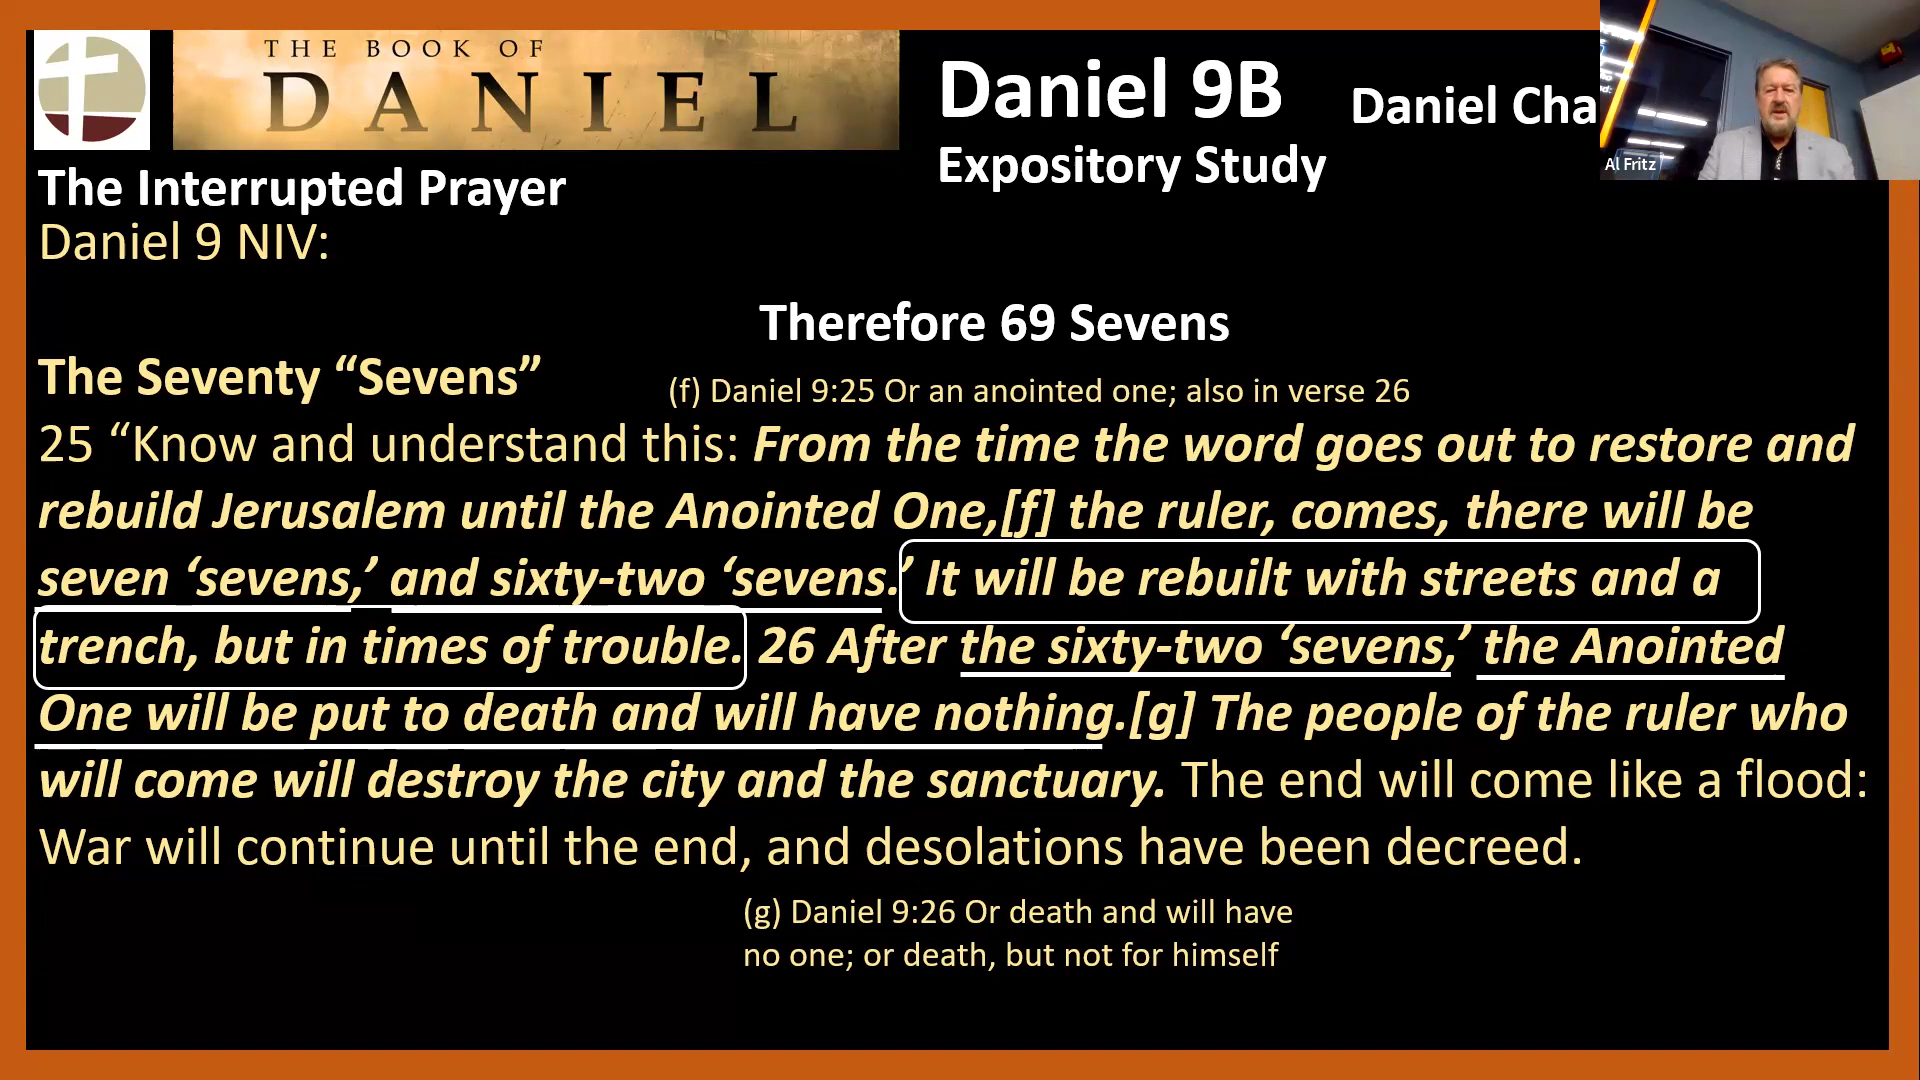 THE BOOK OF
DANIEL
Daniel 9B
Daniel Cha
Expository Study
Al Fritz
The Interrupted Prayer
Daniel 9 NIV:
Therefore 69 Sevens
The Seventy “Sevens”
(f) Daniel 9:25 Or an anointed one; also in verse 26
25 “Know and understand this: From the time the word goes out to restore and
rebuild Jerusalem until the Anointed One,[f] the ruler, comes, there will be
seven ‘sevens,’ and sixty-two ‘sevens.’ It will be rebuilt with streets and a
trench, but in times of trouble. 26 After the sixty-two ‘sevens,’ the Anointed
One will be put to death and will have nothing.[g] The people of the ruler who
will come will destroy the city and the sanctuary. The end will come like a flood:
War will continue until the end, and desolations have been decreed.
(g) Daniel 9:26 Or death and will have
no one; or death, but not for himself